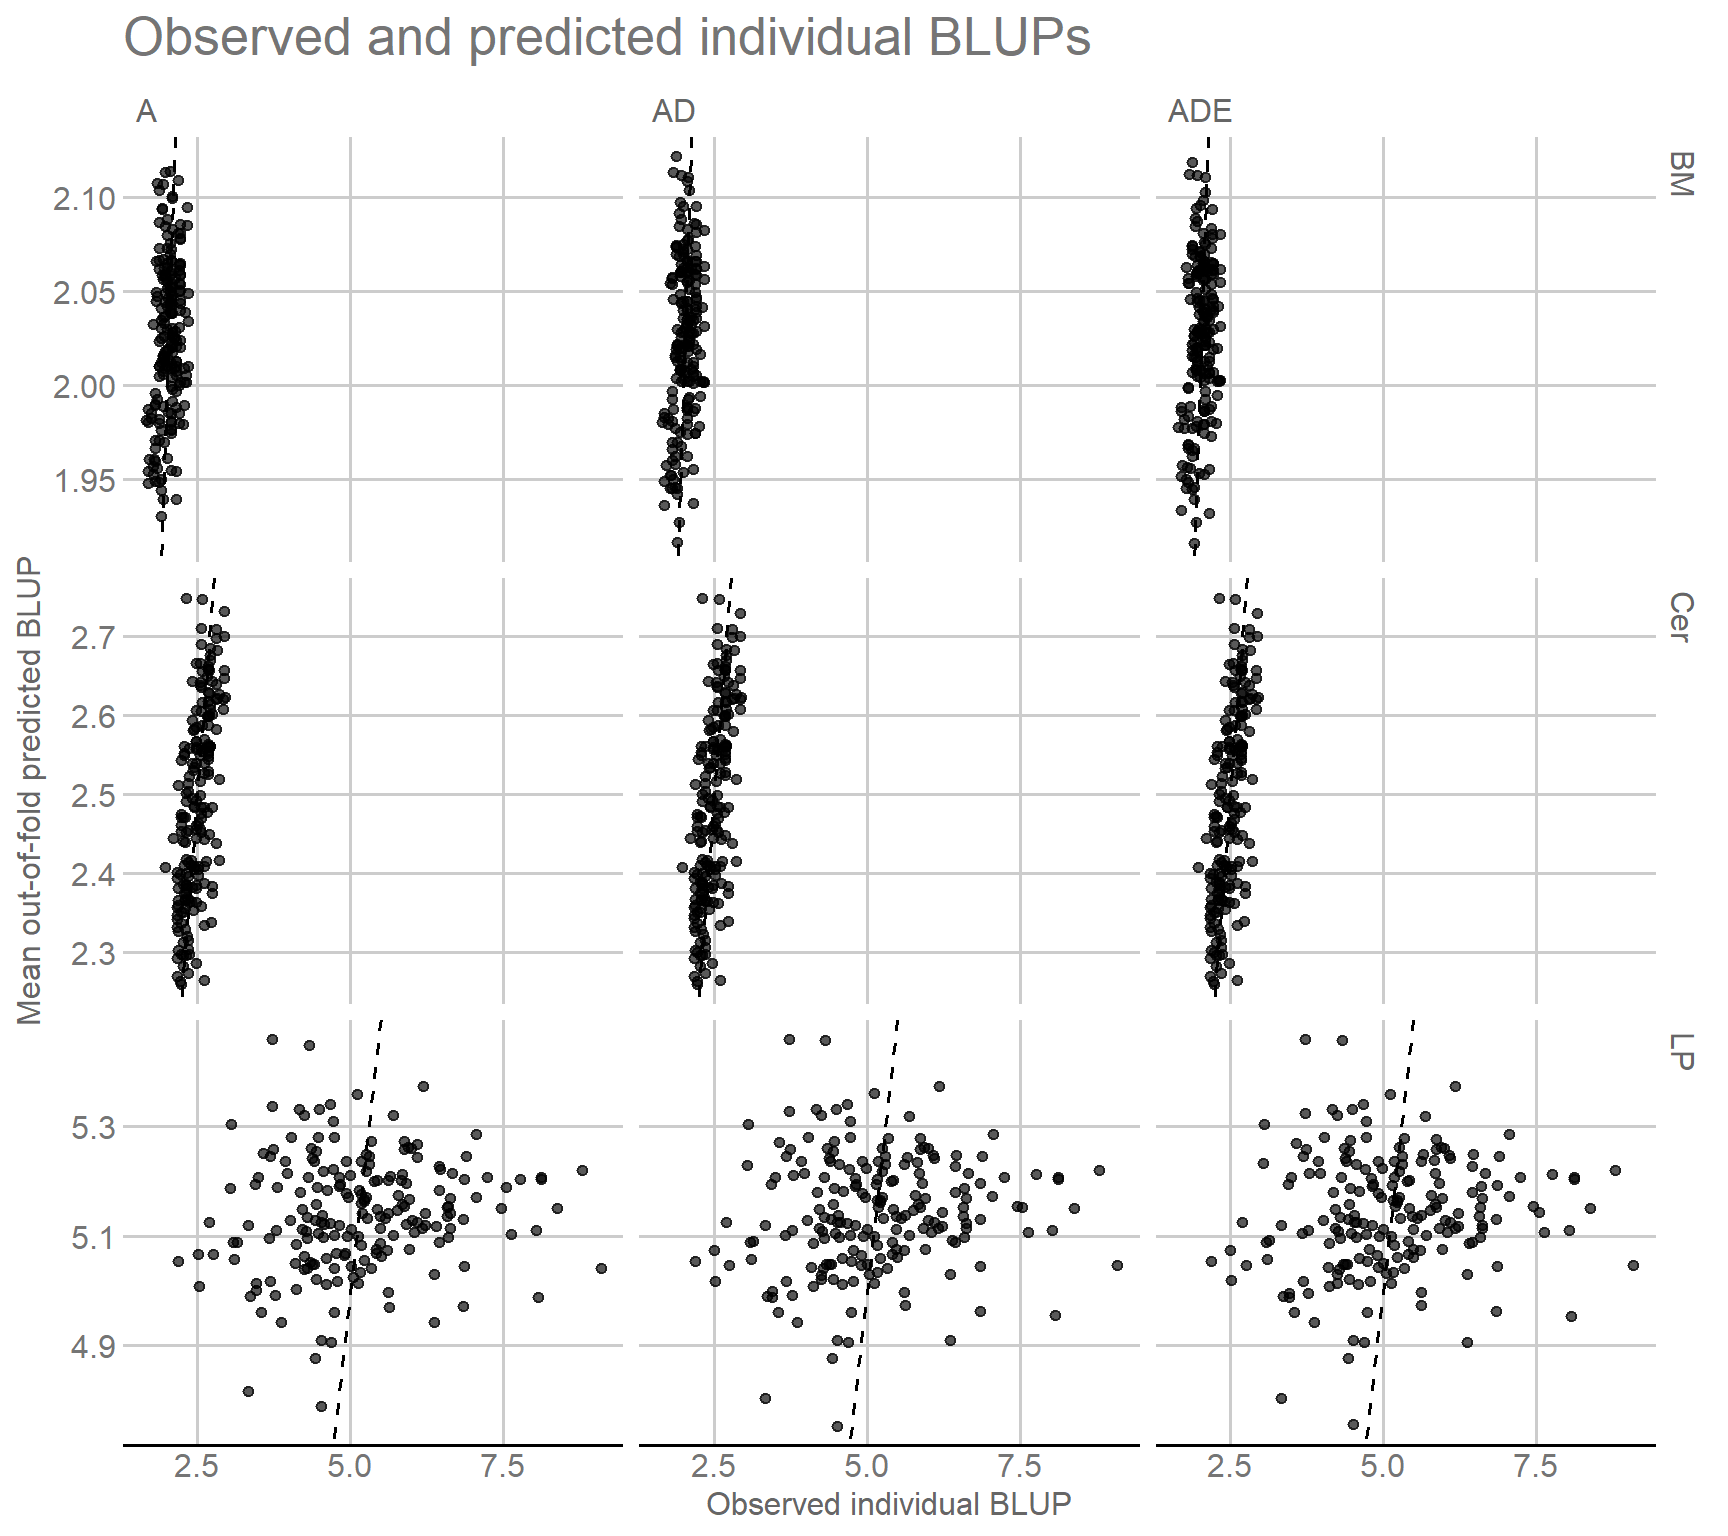 Observed and predicted individual BLUPs
A
AD
ADE
BM
2.10
2.05
2.00
1.95
Cer
2.7
2.6
2.5
2.4
2.3
LP
5.3
5.1
4.9
Mean out-of-fold predicted BLUP
2.5 5.0 7.5 2.5 5.0 7.5 2.5 5.0 7.5
Observed individual BLUP